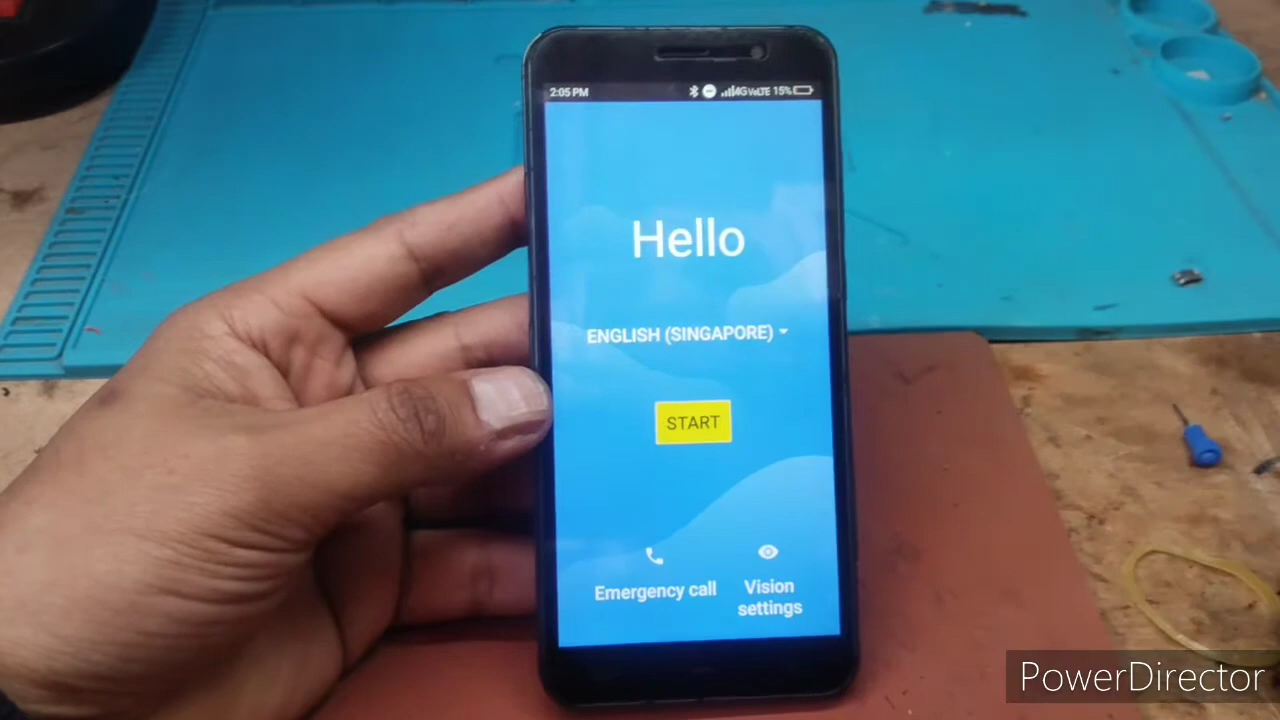 2:05 PM
4G VoLTE 15%
Hello
ENGLISH (SINGAPORE)
START
Emergency call
Vision
settings
PowerDirector